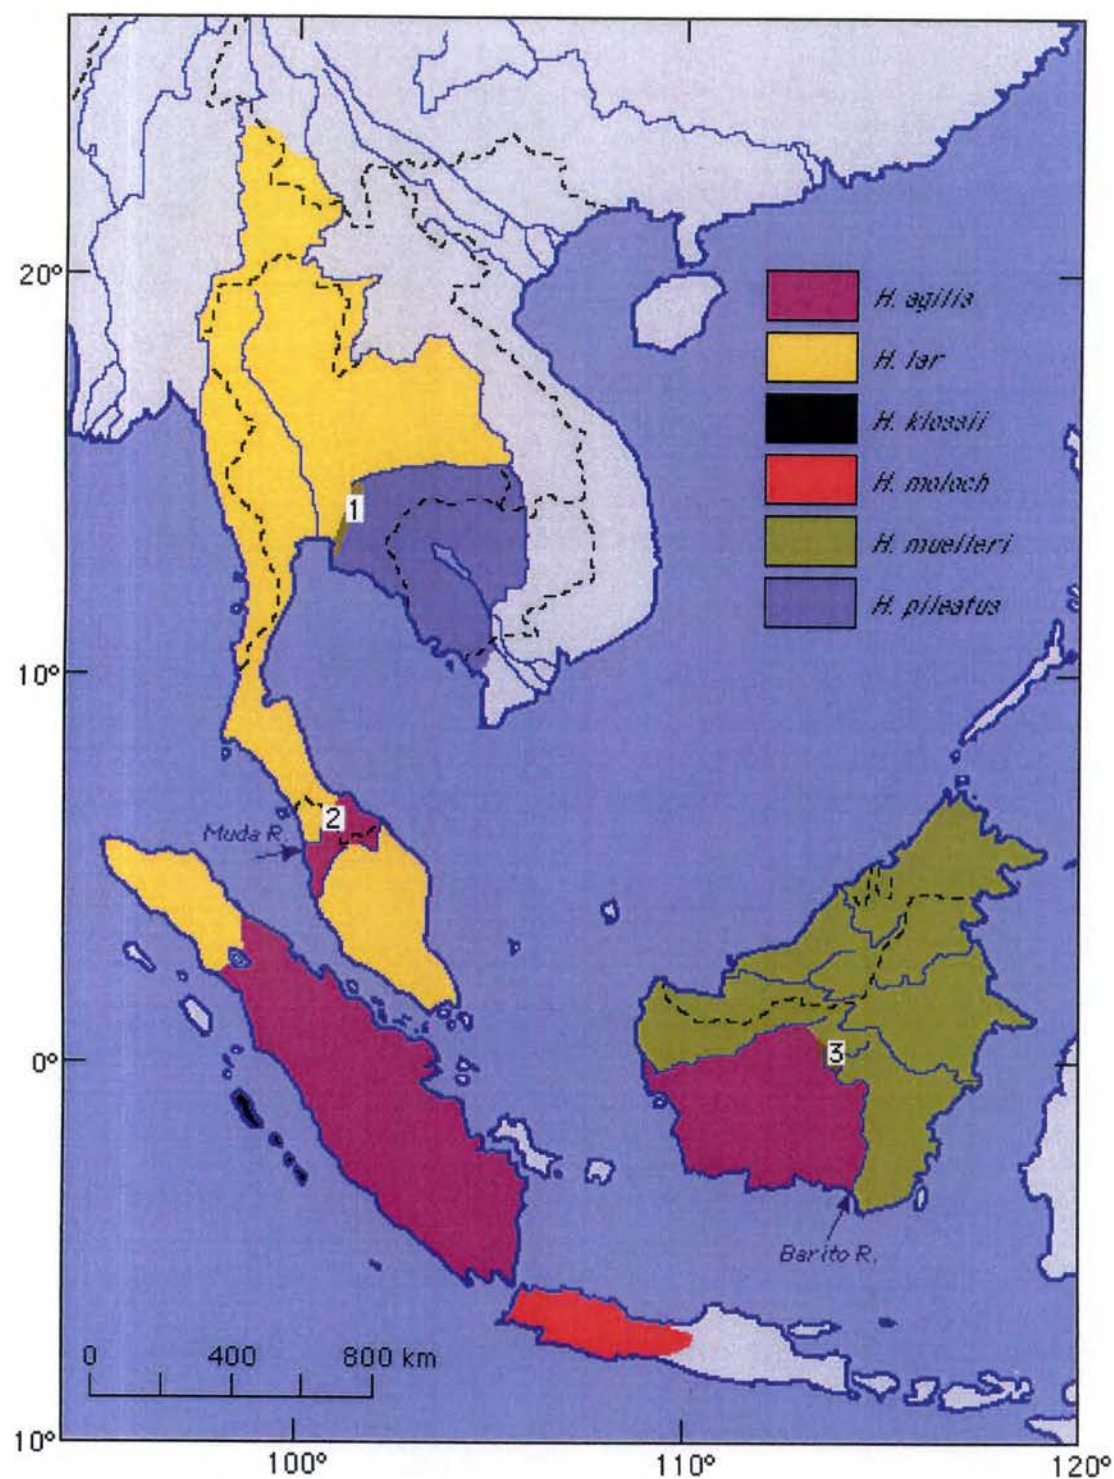 20°
10°
0°
10°
100°
110°
120°
H. agilis
H. lar
H. klossii
H. moloch
H. muelleri
H. pileatus
1
2
Muda R.
3
Barito R.
0 400 800 km